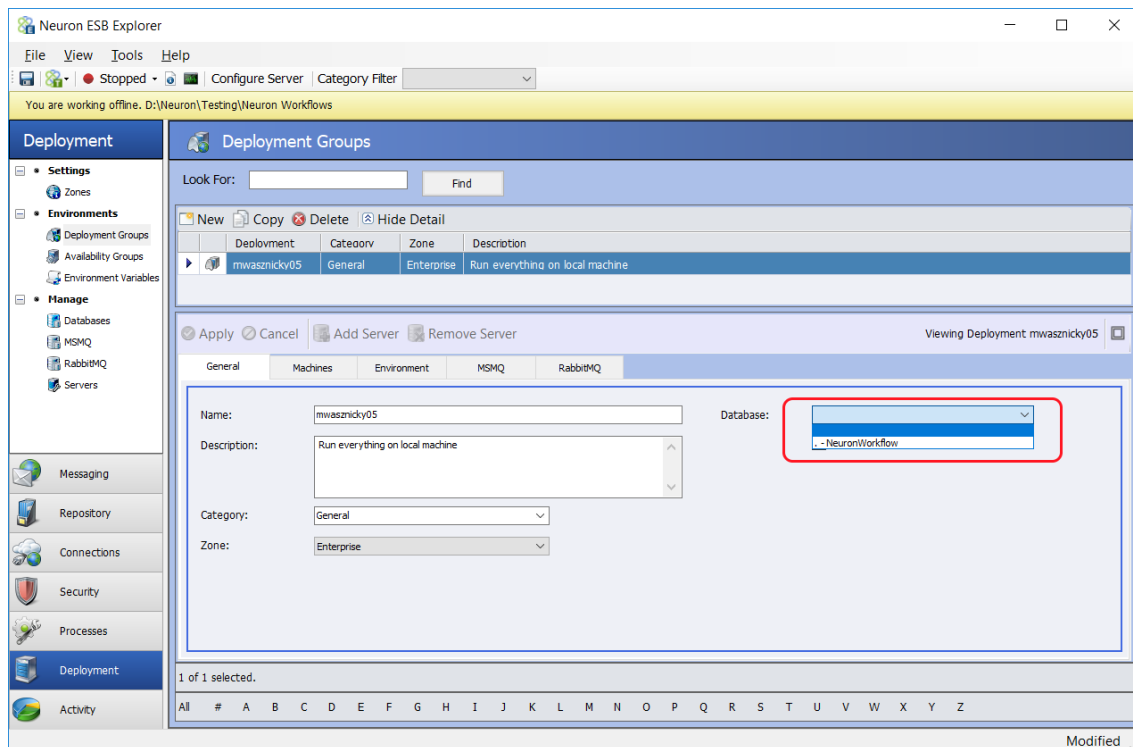 Neuron ESB Explorer
File View Tools Help
Stopped Configure Server Category Filter
You are working offline. D:\Neuron\Testing\Neuron Workflows
Deployment
Settings
Zones
Environments
Deployment Groups
Availability Groups
Environment Variables
Manage
Databases
MSMQ
RabbitMQ
Servers
Messaging
Repository
Connections
Security
Processes
Deployment
Activity
Deployment Groups
Look For: Find
New Copy Delete Hide Detail
Deployment Category Zone Description
mwasznicky05 General Enterprise Run everything on local machine
Apply Cancel Add Server Remove Server Viewing Deployment mwasznicky05
General Machines Environment MSMQ RabbitMQ
Name: mwasznicky05 Database:
. - NeuronWorkflow
Description: Run everything on local machine
Category: General
Zone: Enterprise
1 of 1 selected.
All # A B C D E F G H I J K L M N O P Q R S T U V W X Y Z
Modified